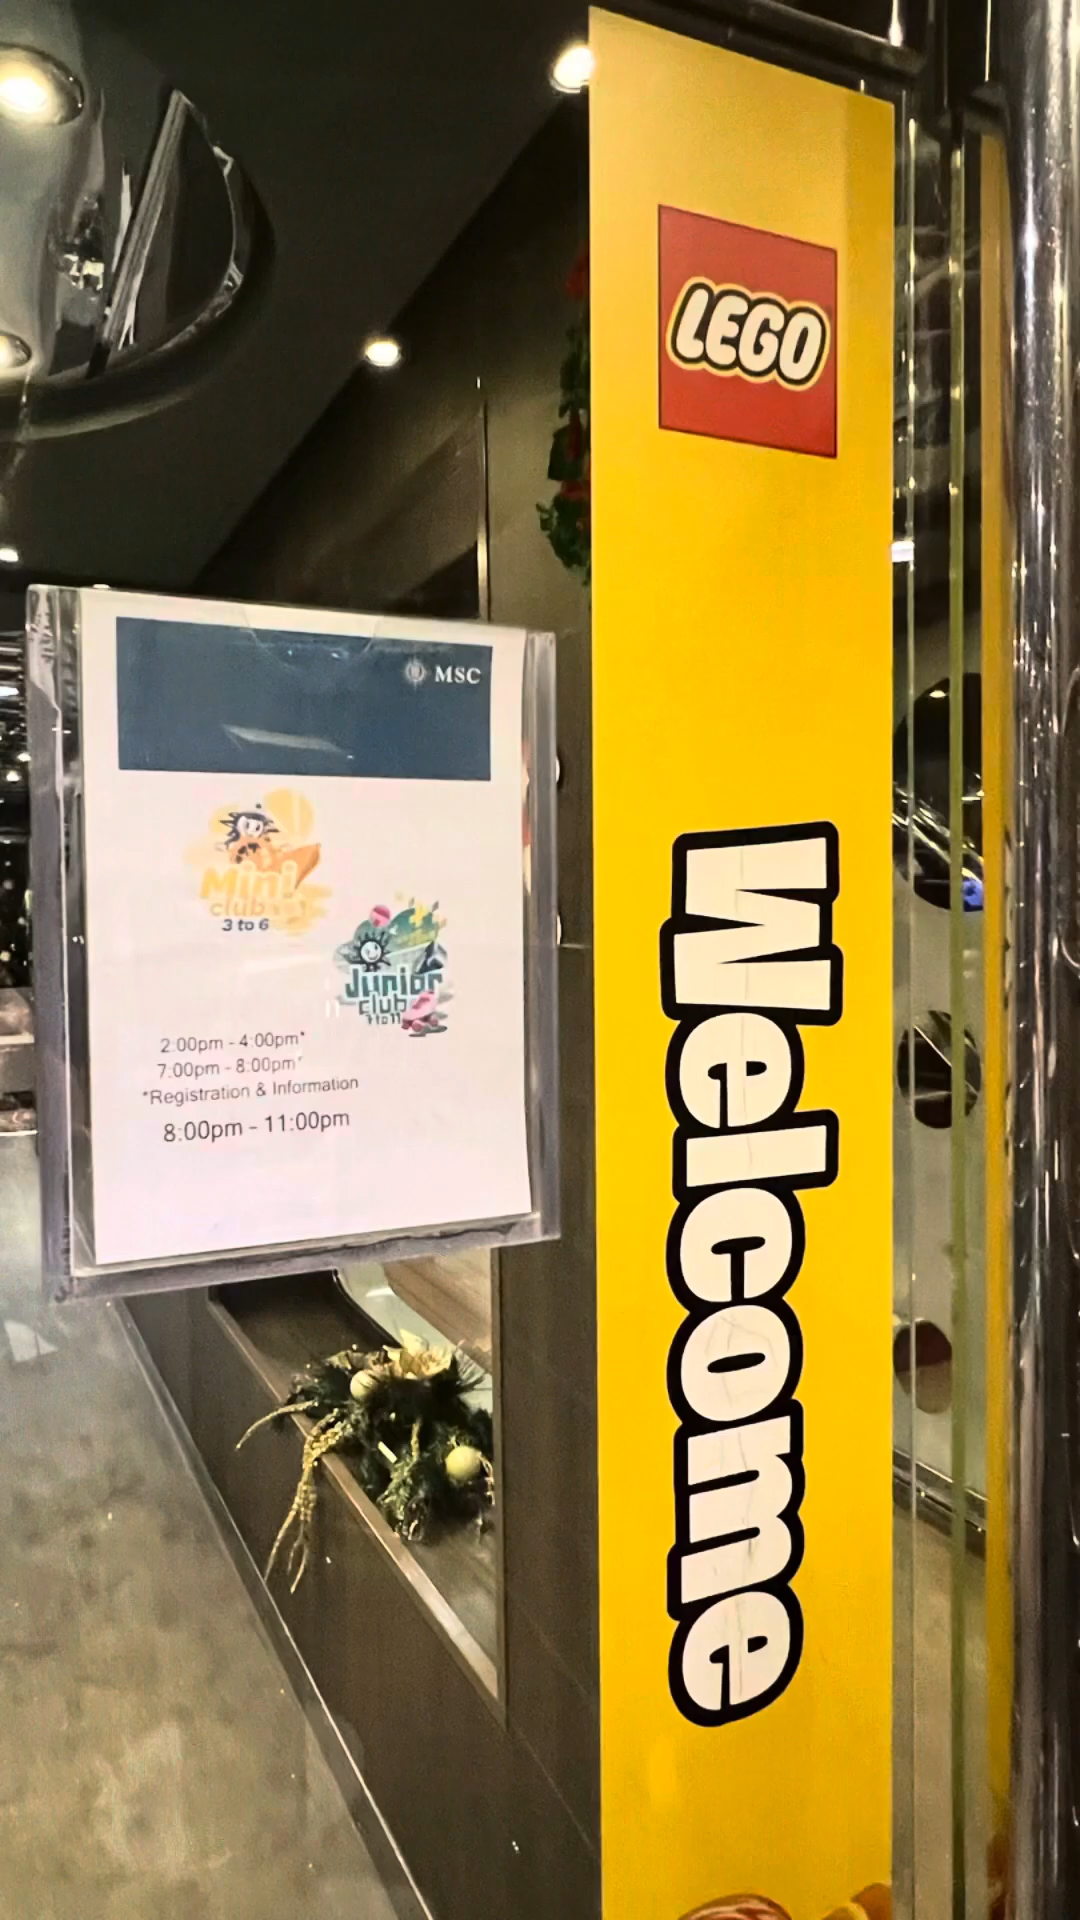 LEGO
Welcome
MSC
Mini
club
3 to 6
Junior
club
7 to 11
2:00pm - 4:00pm*
7:00pm - 8:00pm*
*Registration & Information
8:00pm - 11:00pm